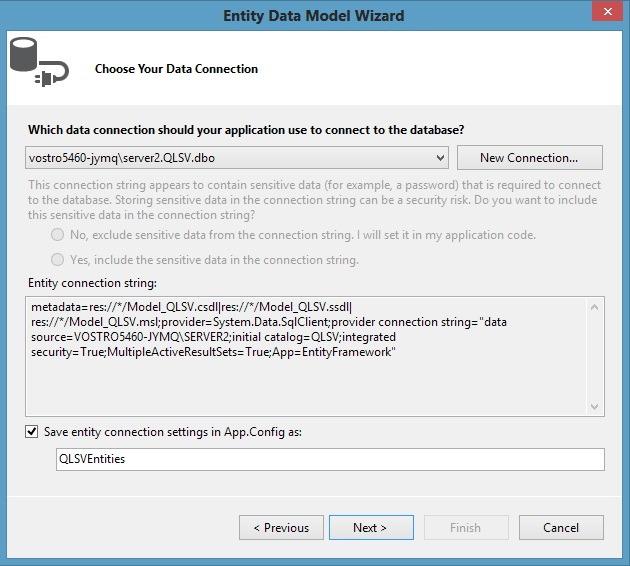 Entity Data Model Wizard
Choose Your Data Connection
Which data connection should your application use to connect to the database?
vostro5460-jymq\server2.QLSV.dbo
New Connection...
This connection string appears to contain sensitive data (for example, a password) that is required to connect
to the database. Storing sensitive data in the connection string can be a security risk. Do you want to include
this sensitive data in the connection string?
No, exclude sensitive data from the connection string. I will set it in my application code.
Yes, include the sensitive data in the connection string.
Entity connection string:
metadata=res://*/Model_QLSV.csdl|res://*/Model_QLSV.ssdl|
res://*/Model_QLSV.msl;provider=System.Data.SqlClient;provider connection string="data
source=VOSTRO5460-JYMQ\SERVER2;initial catalog=QLSV;integrated
security=True;MultipleActiveResultSets=True;App=EntityFramework"
Save entity connection settings in App.Config as:
QLSVEntities
< Previous
Next >
Finish
Cancel